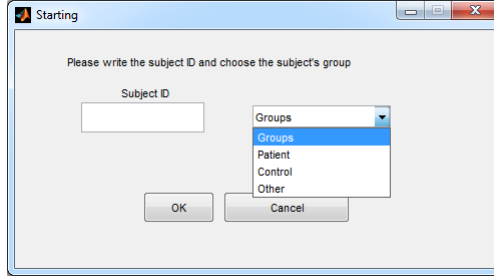 Starting
Please write the subject ID and choose the subject's group
Subject ID
Groups
Groups
Patient
Control
Other
OK
Cancel